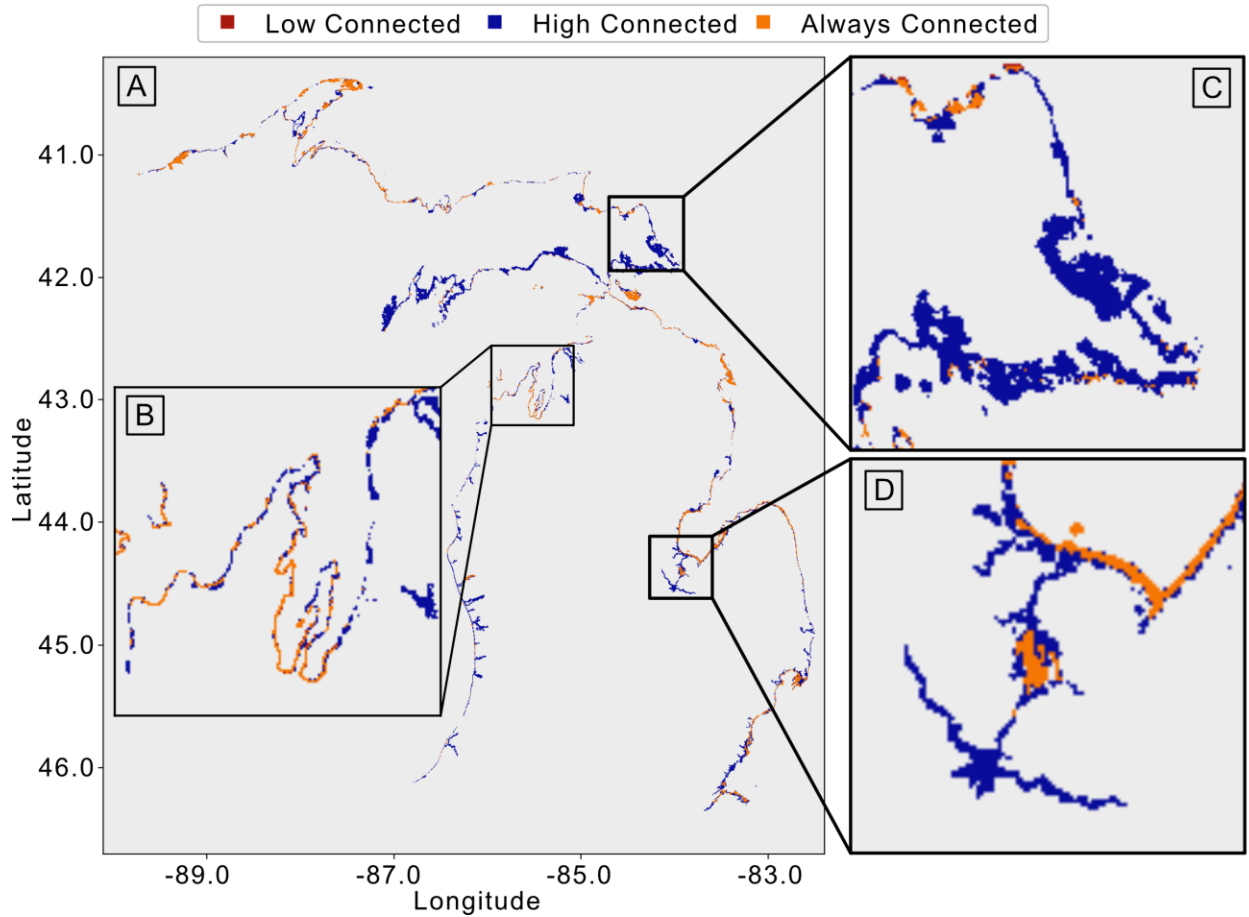 Low Connected High Connected Always Connected
A
C
41.0
42.0
B
43.0
D
44.0
45.0
46.0
Latitude
-89.0 -87.0 -85.0 -83.0
Longitude